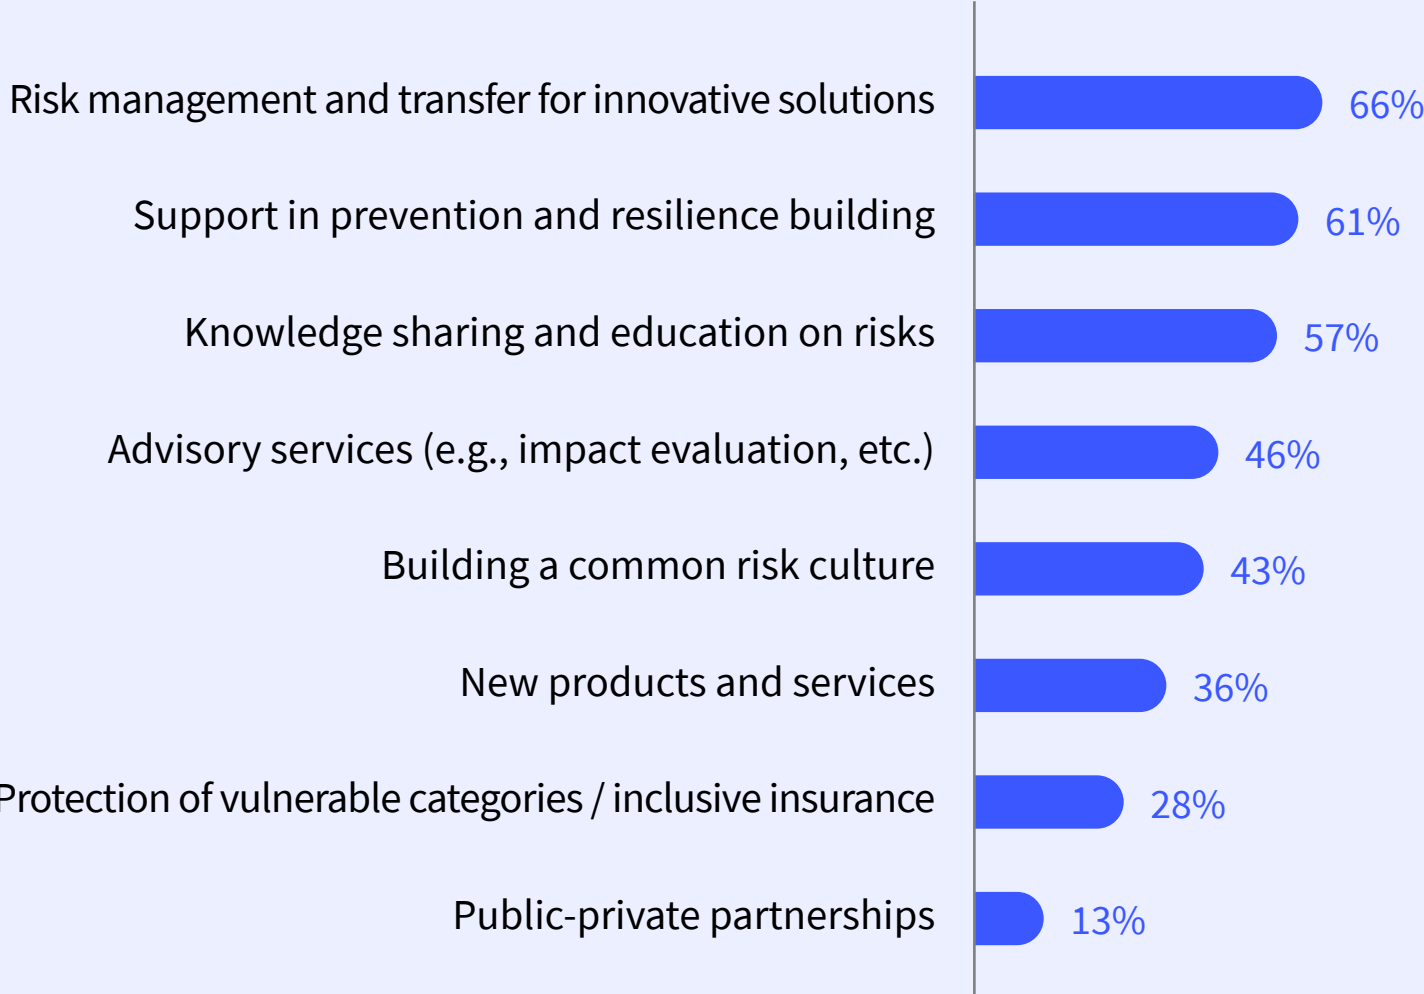 Risk management and transfer for innovative solutions 66%
Support in prevention and resilience building 61%
Knowledge sharing and education on risks 57%
Advisory services (e.g., impact evaluation, etc.) 46%
Building a common risk culture 43%
New products and services 36%
Protection of vulnerable categories / inclusive insurance 28%
Public-private partnerships 13%